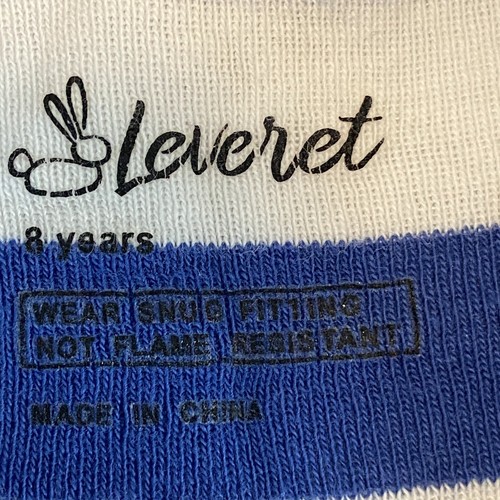 Leveret
8 years
WEAR SNUG FITTING
NOT FLAME RESISTANT
MADE IN CHINA